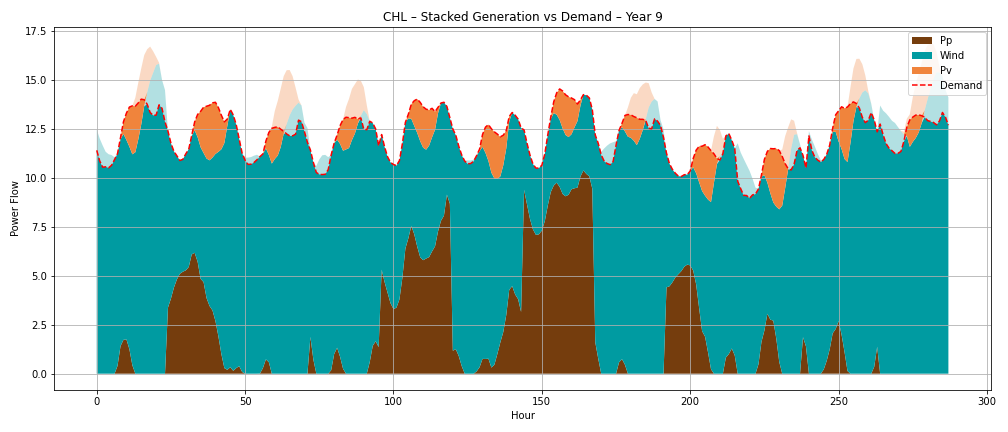 CHL – Stacked Generation vs Demand – Year 9
17.5
15.0
12.5
10.0
7.5
5.0
2.5
0.0
Power Flow
Pp
Wind
Pv
Demand
0
50
100
150
200
250
300
Hour